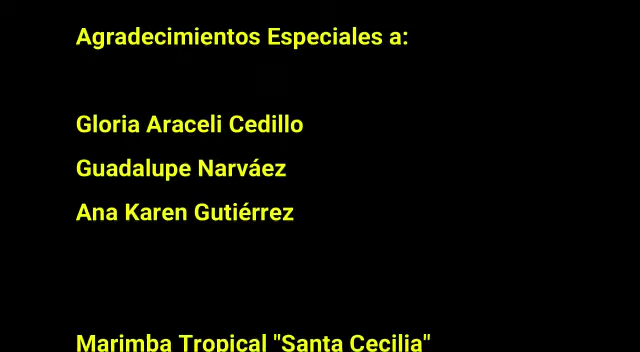 Agradecimientos Especiales a:
Gloria Araceli Cedillo
Guadalupe Narváez
Ana Karen Gutiérrez
Marimba Tropical "Santa Cecilia"